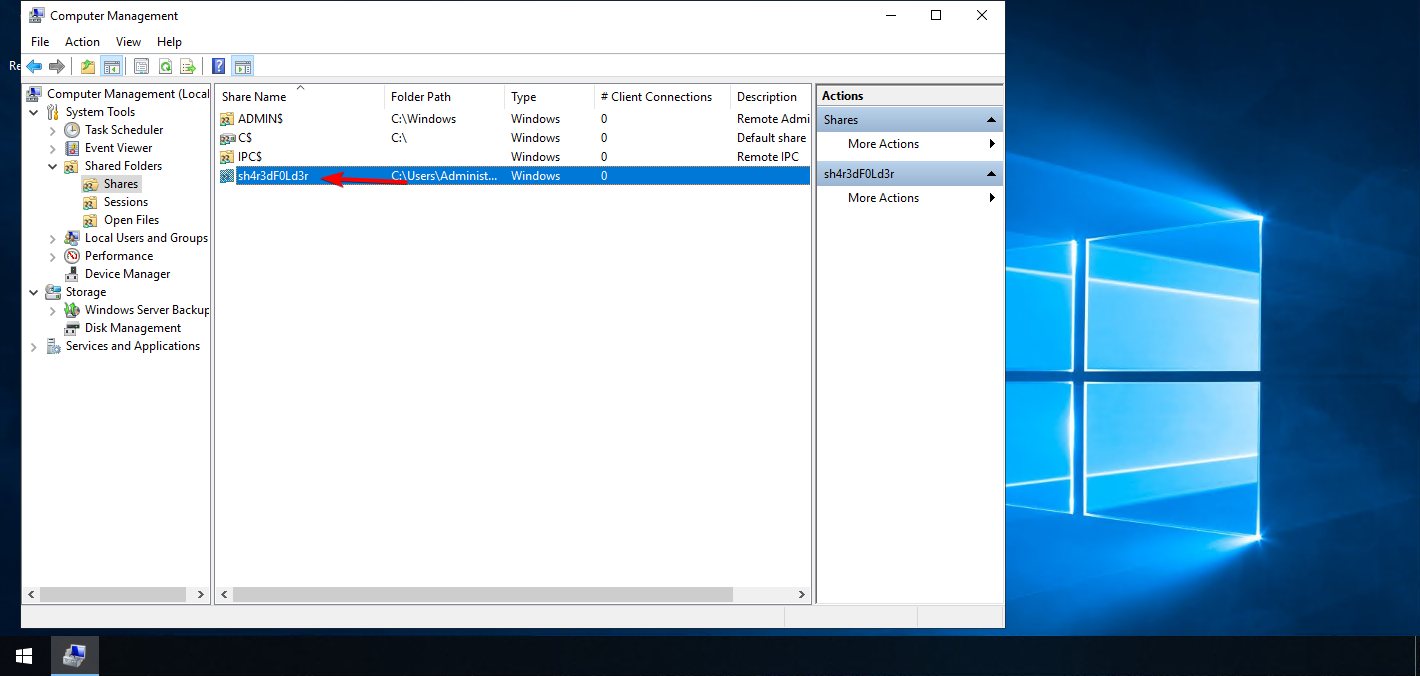 Computer Management
File Action View Help
Re
Computer Management (Local
System Tools
Task Scheduler
Event Viewer
Shared Folders
Shares
Sessions
Open Files
Local Users and Groups
Performance
Device Manager
Storage
Windows Server Backup
Disk Management
Services and Applications
Share Name Folder Path Type # Client Connections Description
ADMIN$ C:\Windows Windows 0 Remote Admi
C$ C:\ Windows 0 Default share
IPC$ Windows 0 Remote IPC
sh4r3dF0Ld3r C:\Users\Administ... Windows 0
Actions
Shares
More Actions
sh4r3dF0Ld3r
More Actions